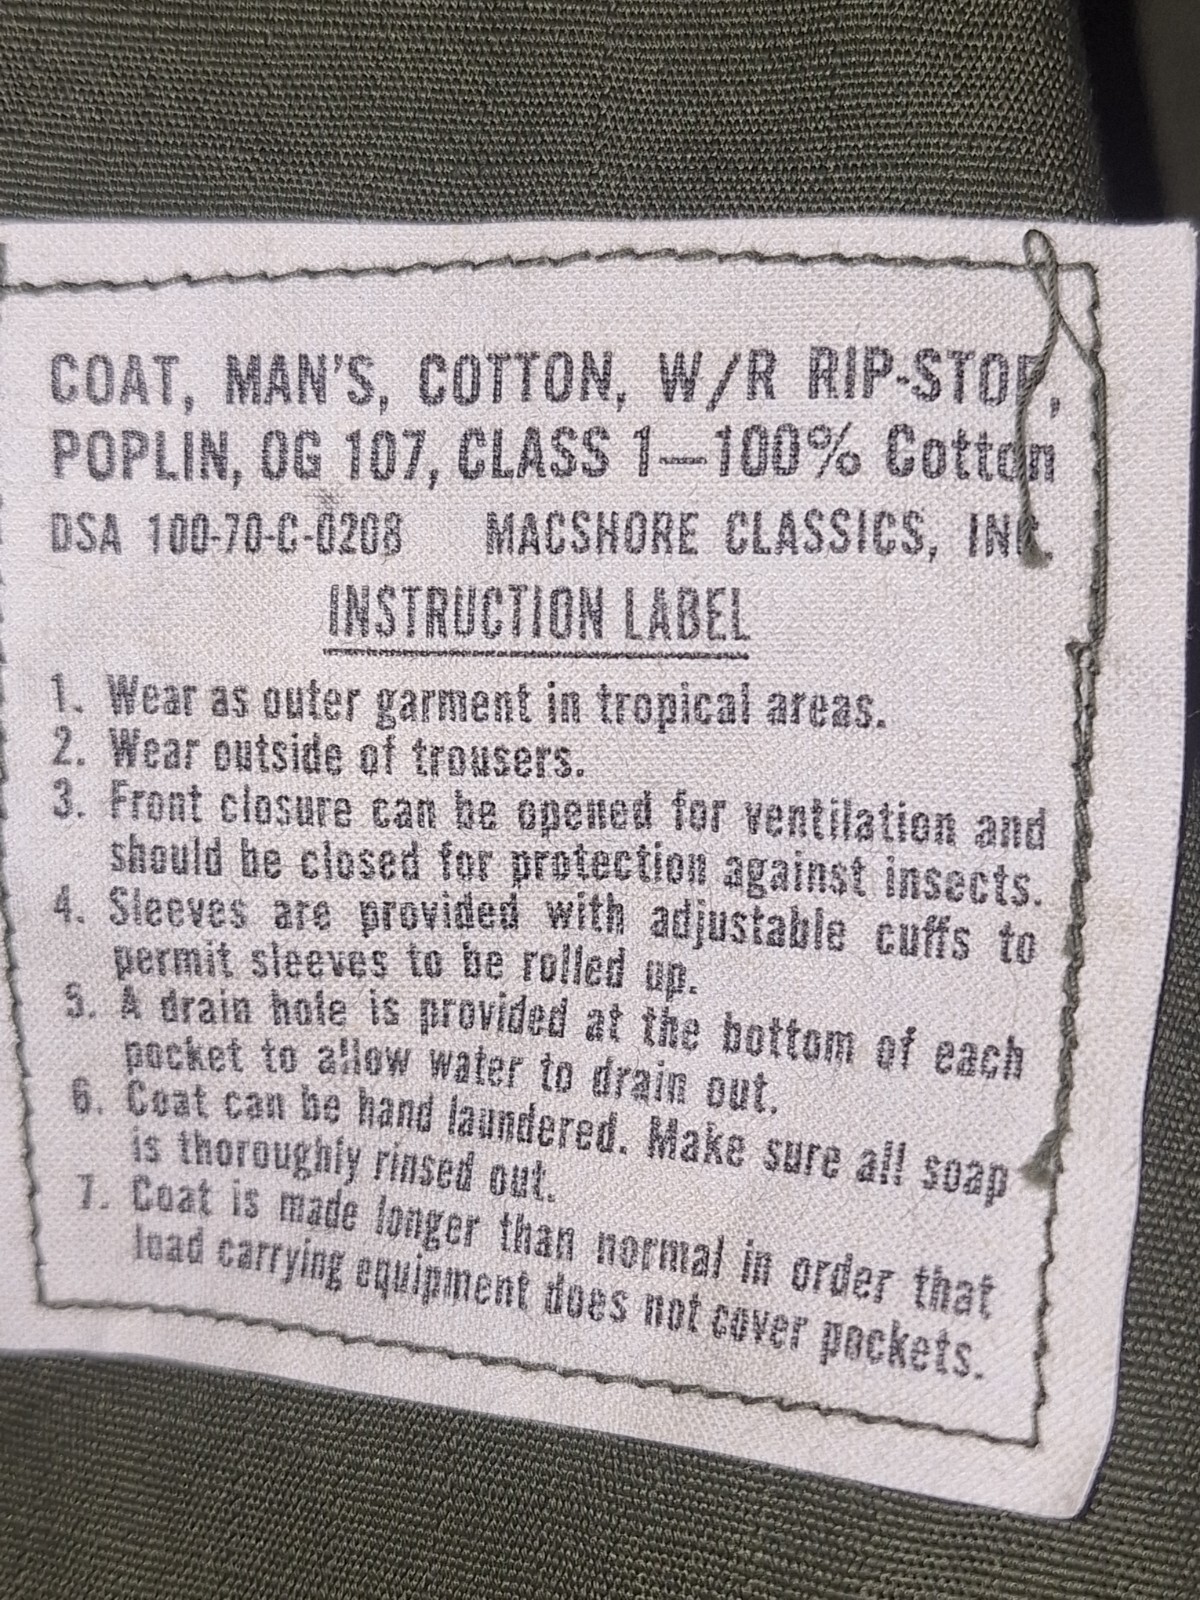 COAT, MAN'S, COTTON, W/R RIP-STOP,
POPLIN, OG 107, CLASS 1—100% Cotton
DSA 100-70-C-0208 MACSHORE CLASSICS, INC.
INSTRUCTION LABEL
1. Wear as outer garment in tropical areas.
2. Wear outside of trousers.
3. Front closure can be opened for ventilation and
should be closed for protection against insects.
4. Sleeves are provided with adjustable cuffs to
permit sleeves to be rolled up.
5. A drain hole is provided at the bottom of each
pocket to allow water to drain out.
6. Coat can be hand laundered. Make sure all soap
is thoroughly rinsed out.
7. Coat is made longer than normal in order that
load carrying equipment does not cover pockets.